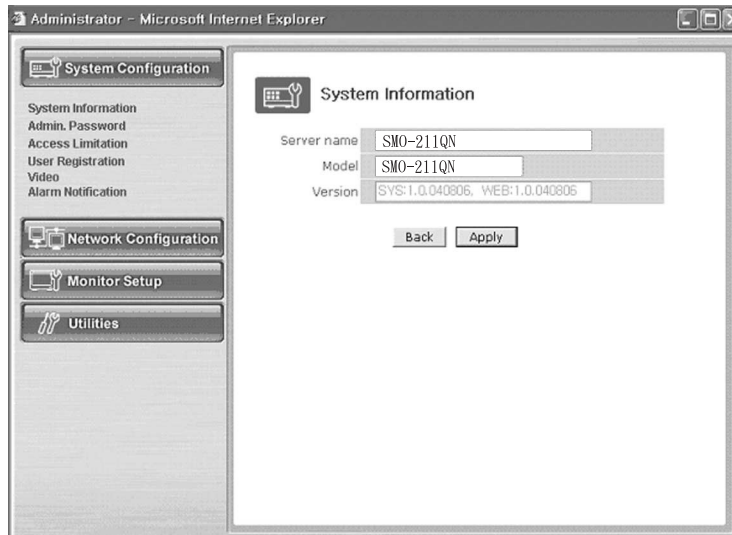 Administrator - Microsoft Internet Explorer
System Configuration
System Information
Admin. Password
Access Limitation
User Registration
Video
Alarm Notification
Network Configuration
Monitor Setup
Utilities
System Information
Server name SMO-211QN
Model SMO-211QN
Version SYS:1.0.040806, WEB:1.0.040806
Back Apply